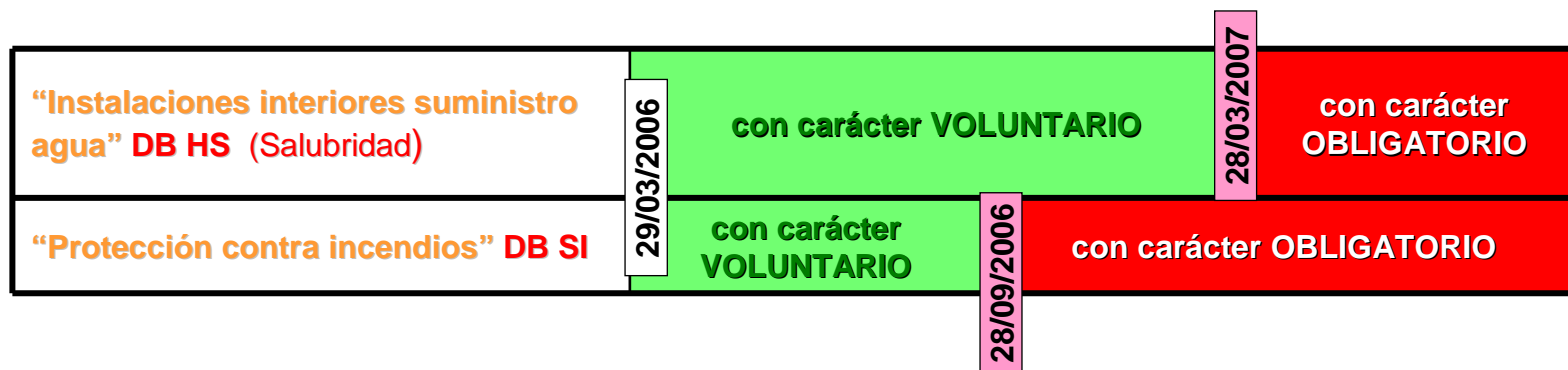 “Instalaciones interiores suministro
agua” DB HS (Salubridad)
29/03/2006
con carácter VOLUNTARIO
28/03/2007
con carácter
OBLIGATORIO
“Protección contra incendios” DB SI
con carácter
VOLUNTARIO
28/09/2006
con carácter OBLIGATORIO